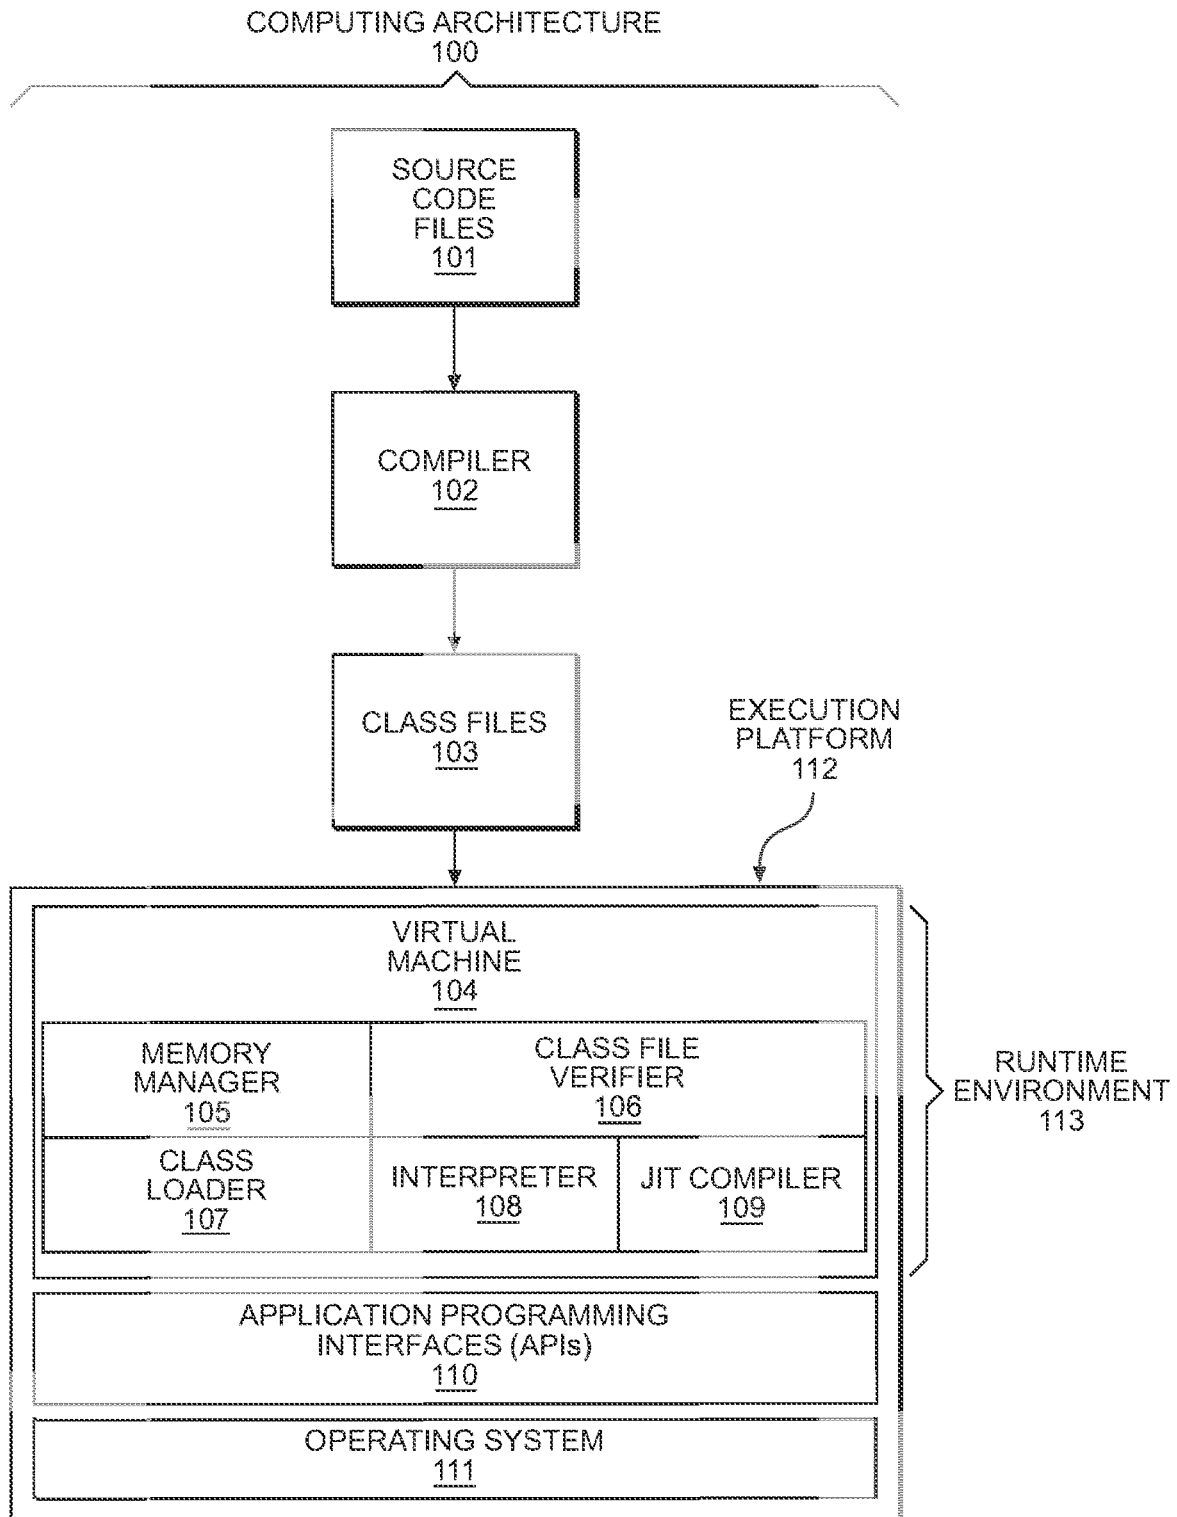 COMPUTING ARCHITECTURE
100
SOURCE
CODE
FILES
101
COMPILER
102
CLASS FILES
103
EXECUTION
PLATFORM
112
VIRTUAL
MACHINE
104
MEMORY
MANAGER
105
CLASS FILE
VERIFIER
106
RUNTIME
ENVIRONMENT
113
CLASS
LOADER
107
INTERPRETER
108
JIT COMPILER
109
APPLICATION PROGRAMMING
INTERFACES (APIs)
110
OPERATING SYSTEM
111